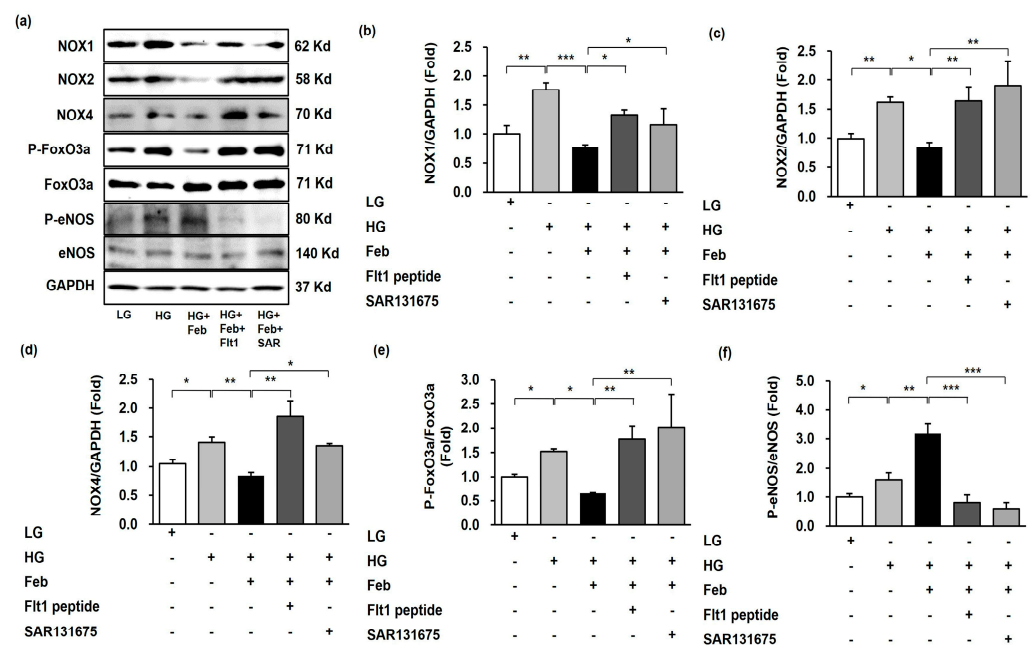 (a)
NOX1 62 Kd
NOX2 58 Kd
NOX4 70 Kd
P-FoxO3a 71 Kd
FoxO3a 71 Kd
P-eNOS 80 Kd
eNOS 140 Kd
GAPDH 37 Kd
LG HG HG+ HG+ HG+
Feb Feb+ Feb+
Flt1 SAR
(b)
NOX1/GAPDH (Fold)
2.5
2.0
1.5
1.0
0.5
0.0
** *** * *
LG + - - - -
HG - + + + +
Feb - - + + +
Flt1 peptide - - - + -
SAR131675 - - - - +
(c)
NOX2/GAPDH (Fold)
2.5
2.0
1.5
1.0
0.5
0.0
** * ** **
LG + - - - -
HG - + + + +
Feb - - + + +
Flt1 peptide - - - + -
SAR131675 - - - - +
(d)
NOX4/GAPDH (Fold)
2.5
2.0
1.5
1.0
0.5
0.0
* ** ** *
LG + - - - -
HG - + + + +
Feb - - + + +
Flt1 peptide - - - + -
SAR131675 - - - - +
(e)
P-FoxO3a/FoxO3a
(Fold)
3.0
2.5
2.0
1.5
1.0
0.5
0.0
* * ** **
LG + - - - -
HG - + + + +
Feb - - + + +
Flt1 peptide - - - + -
SAR131675 - - - - +
(f)
P-eNOS/eNOS (Fold)
5.0
4.0
3.0
2.0
1.0
0.0
* ** *** ***
LG + - - - -
HG - + + + +
Feb - - + + +
Flt1 peptide - - - + -
SAR131675 - - - - +